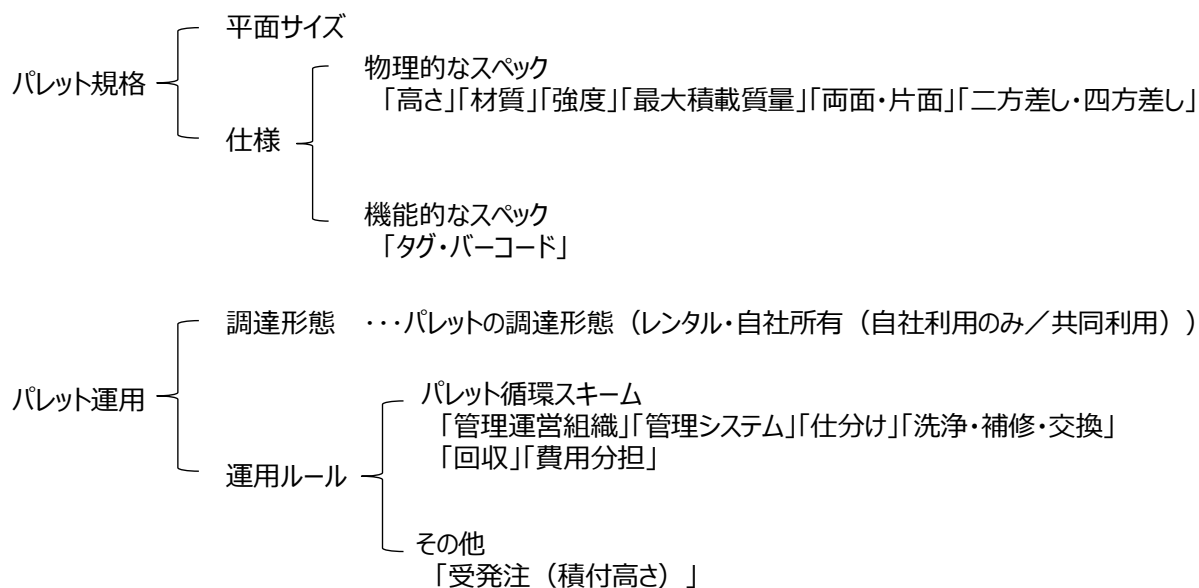 平面サイズ
パレット規格
物理的なスペック
「高さ」「材質」「強度」「最大積載質量」「両面・片面」「二方差し・四方差し」
仕様
機能的なスペック
「タグ・バーコード」
調達形態 ・・・パレットの調達形態（レンタル・自社所有（自社利用のみ／共同利用））
パレット運用
パレット循環スキーム
「管理運営組織」「管理システム」「仕分け」「洗浄・補修・交換」
「回収」「費用分担」
運用ルール
その他
「受発注（積付高さ）」